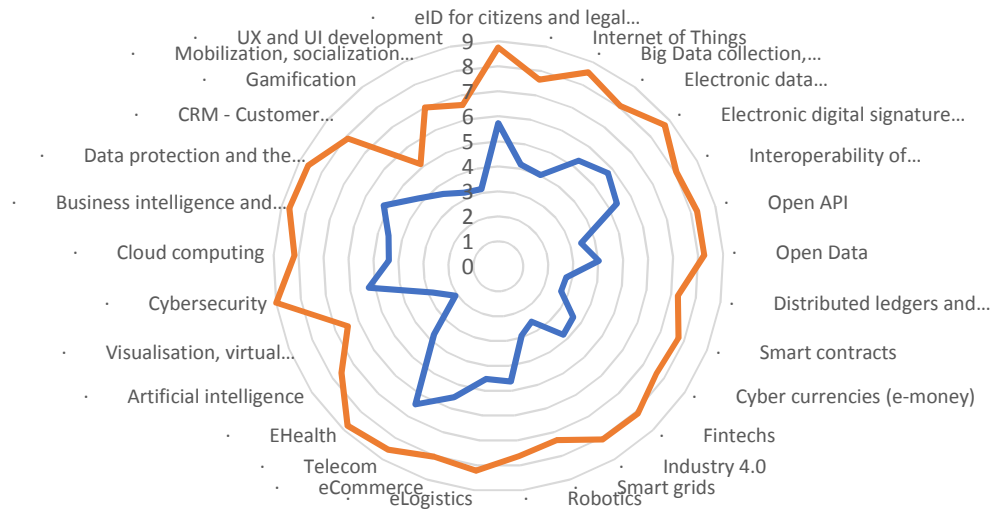 · eID for citizens and legal...
· Internet of Things
· Big Data collection,...
· Electronic data...
· Electronic digital signature...
· Interoperability of...
· Open API
· Open Data
· Distributed ledgers and...
· Smart contracts
· Cyber currencies (e-money)
· Fintechs
· Industry 4.0
· Smart grids
· Robotics
· eLogistics
· eCommerce
· Telecom
· EHealth
· Artificial intelligence
· Visualisation, virtual...
· Cybersecurity
· Cloud computing
· Business intelligence and...
· Data protection and the...
· CRM - Customer...
· Gamification
· Mobilization, socialization...
· UX and UI development
9
8
7
6
5
4
3
2
1
0